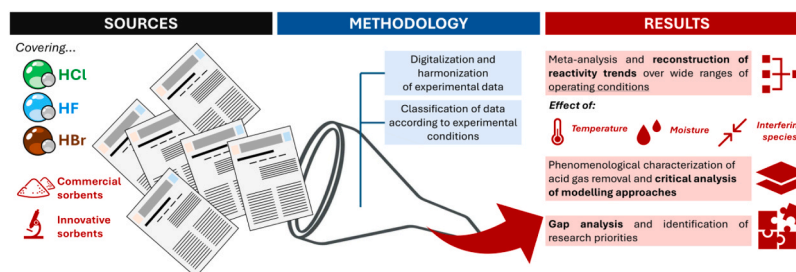 SOURCES
Covering...
HCl
HF
HBr
Commercial
sorbents
Innovative
sorbents
METHODOLOGY
Digitalization and
harmonization
of experimental data
Classification of data
according to experimental
conditions
RESULTS
Meta-analysis and reconstruction of
reactivity trends over wide ranges of
operating conditions
Effect of:
Temperature
Moisture
Interfering
species
Phenomenological characterization of
acid gas removal and critical analysis
of modelling approaches
Gap analysis and identification of
research priorities